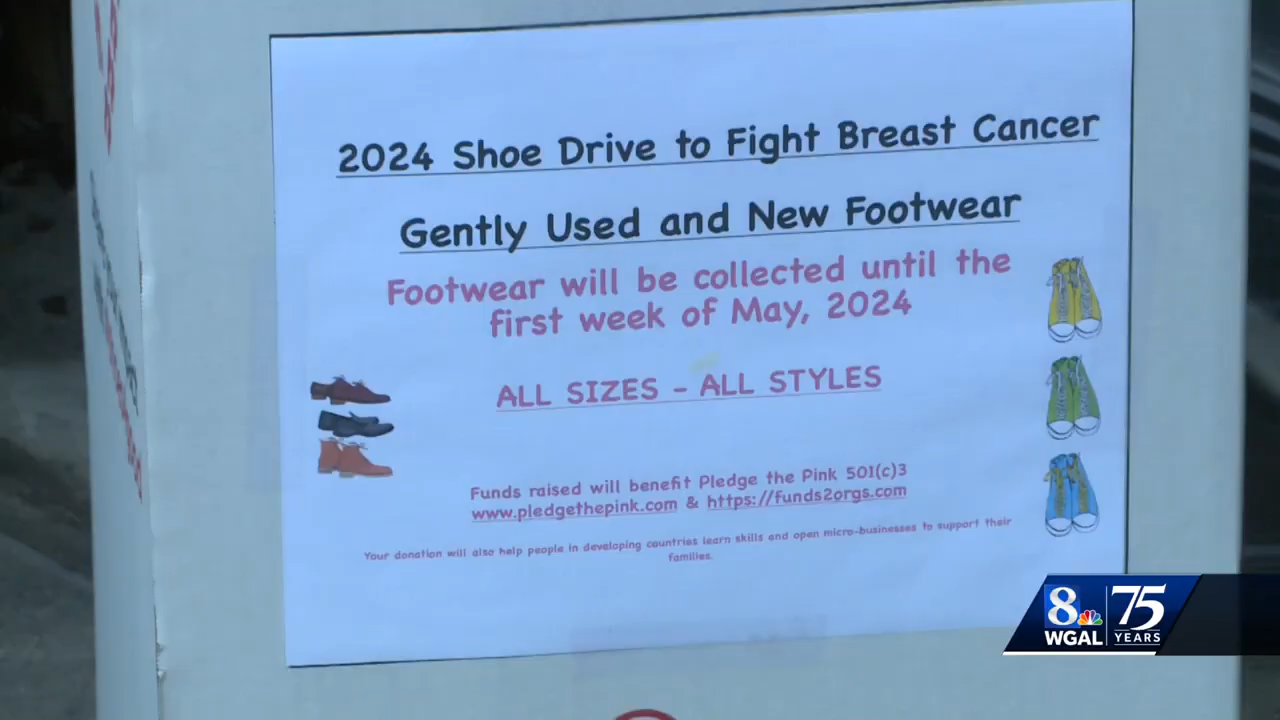 2024 Shoe Drive to Fight Breast Cancer
Gently Used and New Footwear
Footwear will be collected until the
first week of May, 2024
ALL SIZES - ALL STYLES
Funds raised will benefit Pledge the Pink 501(c)3
www.pledgethepink.com & https://funds2orgs.com
Your donation will also help people in developing countries learn skills and open micro-businesses to support their
families.
8
WGAL
75
YEARS